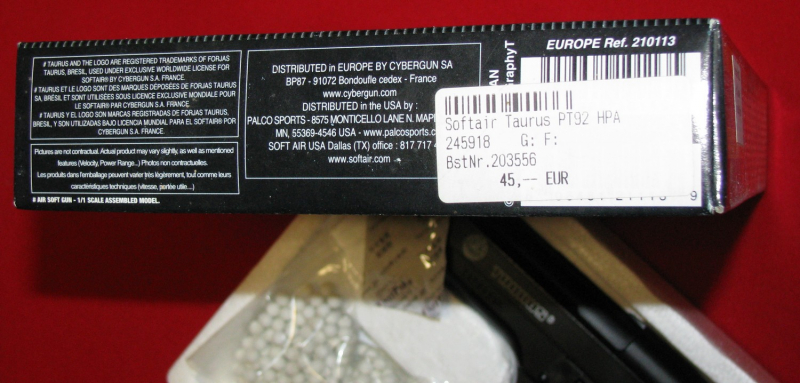 # TAURUS AND THE LOGO ARE REGISTERED TRADEMARKS OF FORJAS
TAURUS, BRESIL, USED UNDER EXCLUSIVE WORLDWIDE LICENSE FOR
SOFTAIR® BY CYBERGUN S.A. FRANCE.
# TAURUS ET LE LOGO SONT DES MARQUES DÉPOSÉES DE FORJAS TAURUS
SA, BRÉSIL ET SONT UTILISÉES SOUS LICENCE EXCLUSIVE MONDIALE POUR
LE SOFTAIR® PAR CYBERGUN S.A. FRANCE.
# TAURUS Y EL LOGO SON MARCAS REGISTRADAS DE FORJAS TAURUS,
BRESIL, Y SON UTILIZADAS BAJO LICENCIA MUNDIAL PARA EL SOFTAIR® POR
CYBERGUN S.A. FRANCE.
Pictures are not contractual. Actual product may vary slightly, as well as mentioned
features (Velocity, Power Range...) Photos non contractuelles.
Les produits dans l'emballage peuvent varier très légèrement, tout comme leurs
caractéristiques techniques (vitesse, portée utile....)
# AIR SOFT GUN - 1/1 SCALE ASSEMBLED MODEL.
DISTRIBUTED in EUROPE BY CYBERGUN SA
BP87 - 91072 Bondoufle cedex - France
www.cybergun.com
DISTRIBUTED in the USA by :
PALCO SPORTS - 8575 MONTICELLO LANE N. MAPL
MN, 55369-4546 USA - www.palcosports.c
SOFT AIR USA Dallas (TX) office : 817 717 4
www.softair.com
AN
raphyT
EUROPE Ref. 210113
Softair Taurus PT92 HPA
245918 G: F:
BstNr.203556
45,-- EUR
9